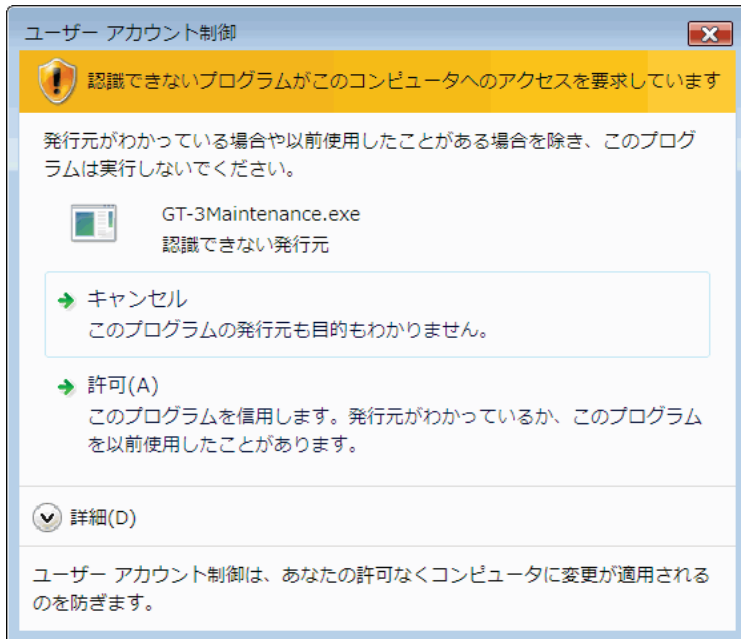 ユーザー アカウント制御
認識できないプログラムがこのコンピュータへのアクセスを要求しています
発行元がわかっている場合や以前使用したことがある場合を除き、このプログ
ラムは実行しないでください。
GT-3Maintenance.exe
認識できない発行元
キャンセル
このプログラムの発行元も目的もわかりません。
許可(A)
このプログラムを信用します。発行元がわかっているか、このプログラム
を以前使用したことがあります。
詳細(D)
ユーザー アカウント制御は、あなたの許可なくコンピュータに変更が適用される
のを防ぎます。